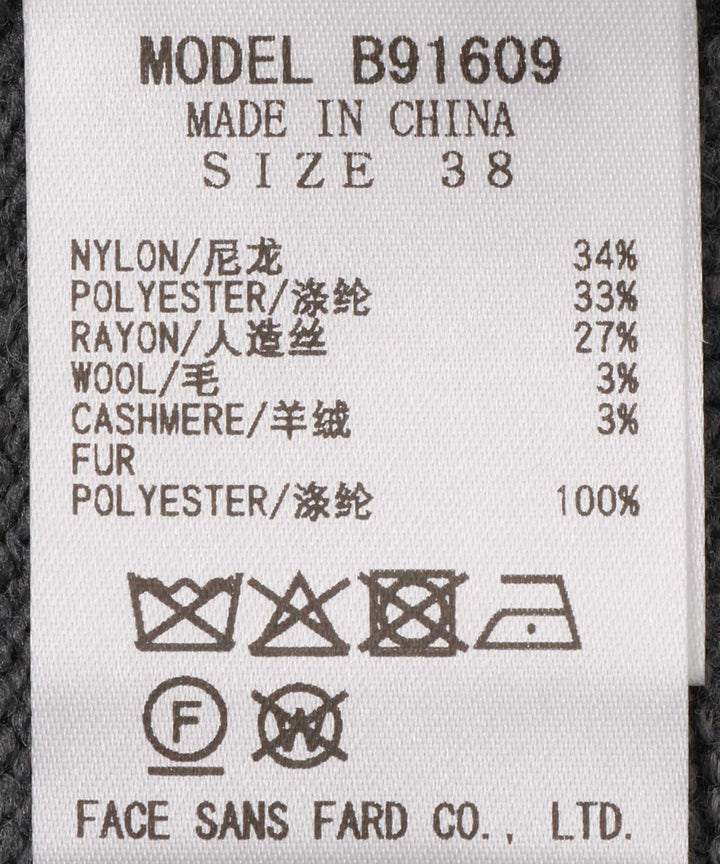 MODEL B91609
MADE IN CHINA
SIZE 38
NYLON/尼龙 34%
POLYESTER/涤纶 33%
RAYON/人造丝 27%
WOOL/毛 3%
CASHMERE/羊绒 3%
FUR
POLYESTER/涤纶 100%
F W
FACE SANS FARD CO., LTD.